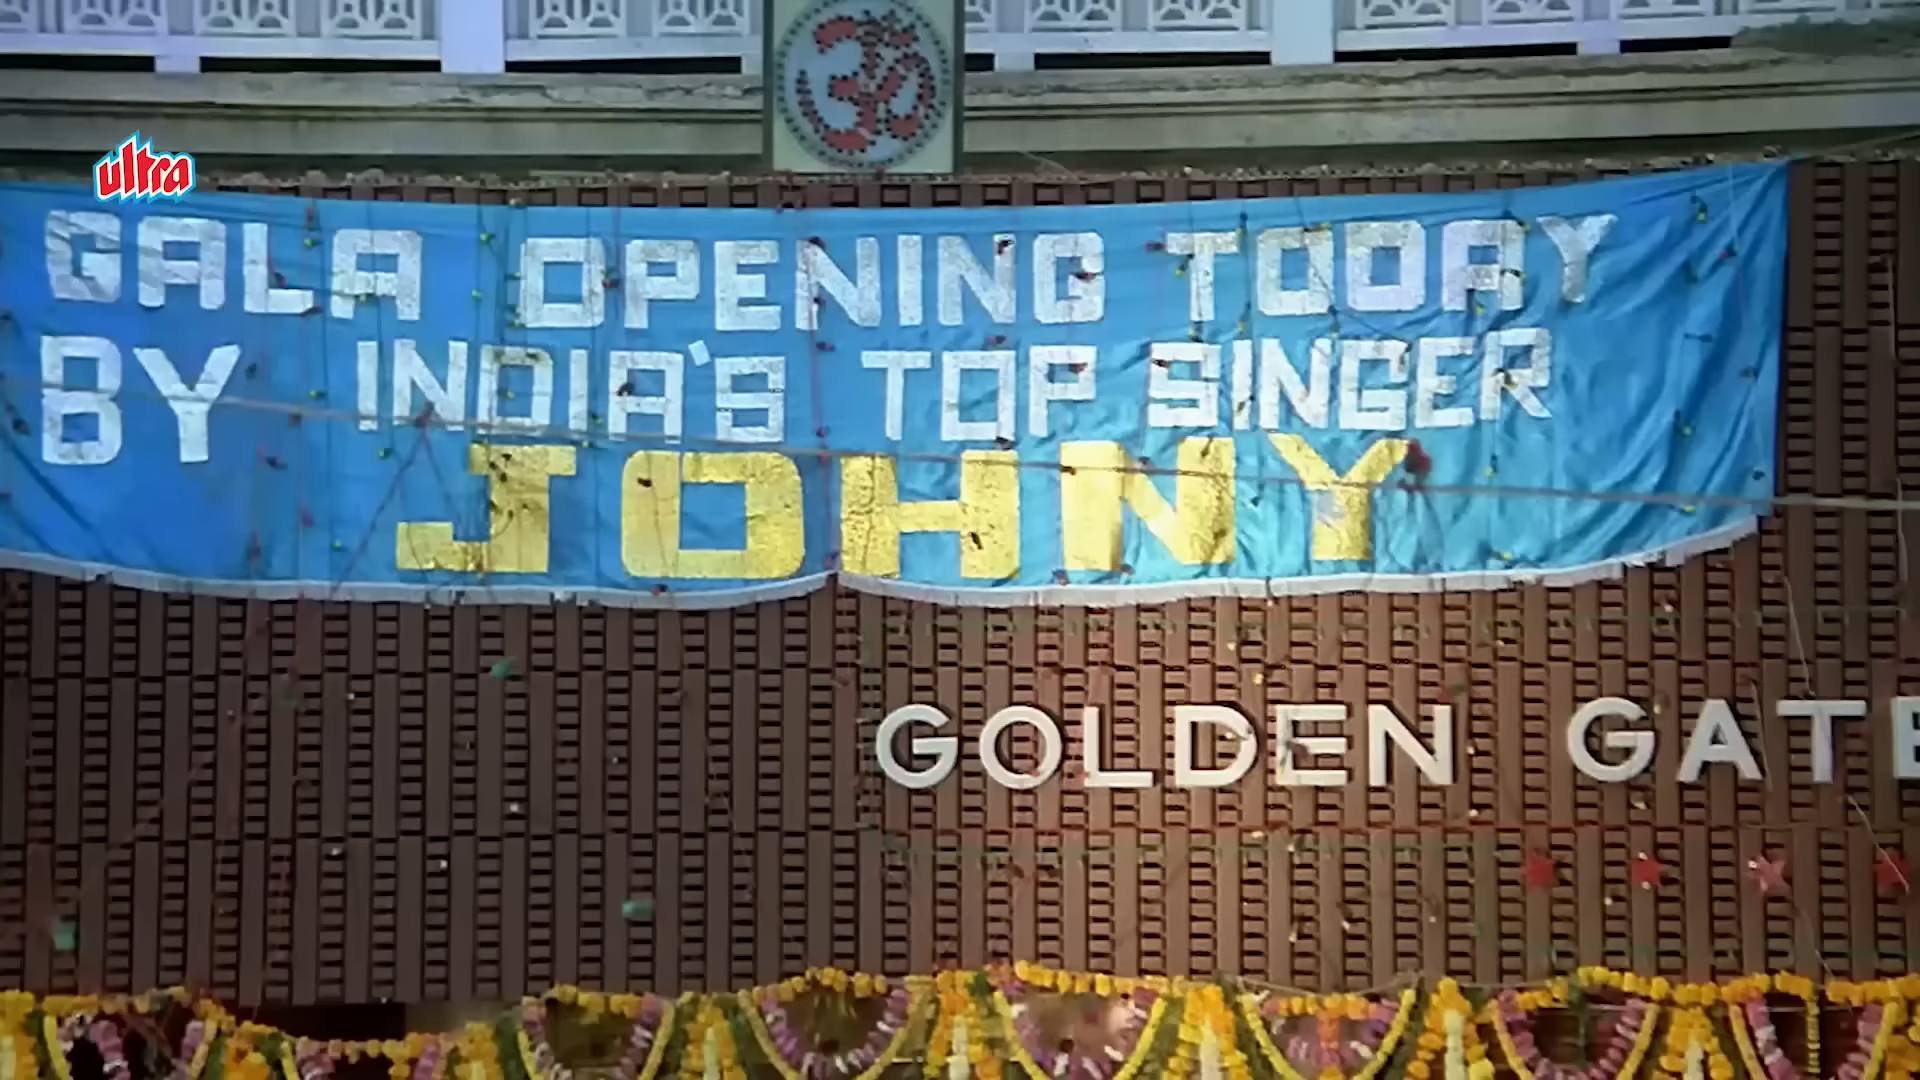 ॐ
ultra
GALA OPENING TODAY
BY INDIA'S TOP SINGER
JOHNY
GOLDEN GATE